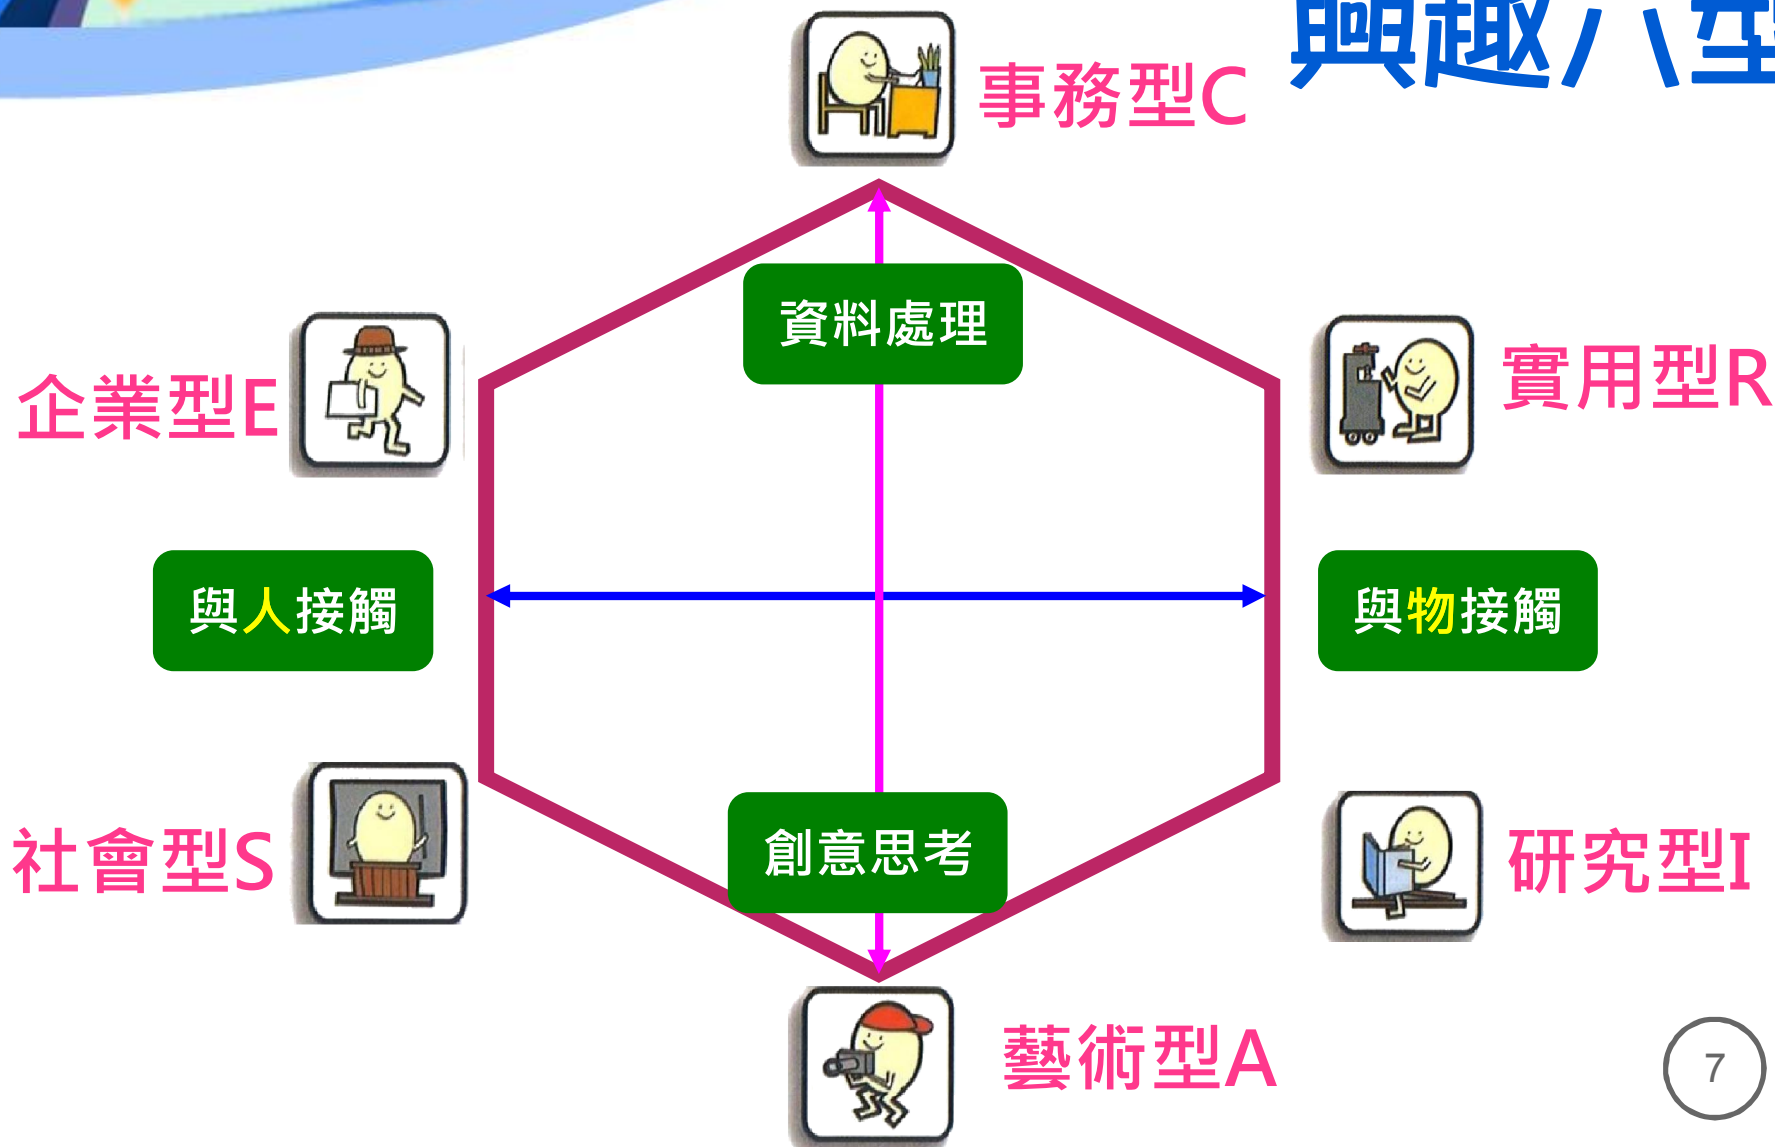 興趣六型
事務型C
資料處理
企業型E
實用型R
與人接觸
與物接觸
創意思考
社會型S
研究型I
藝術型A
7